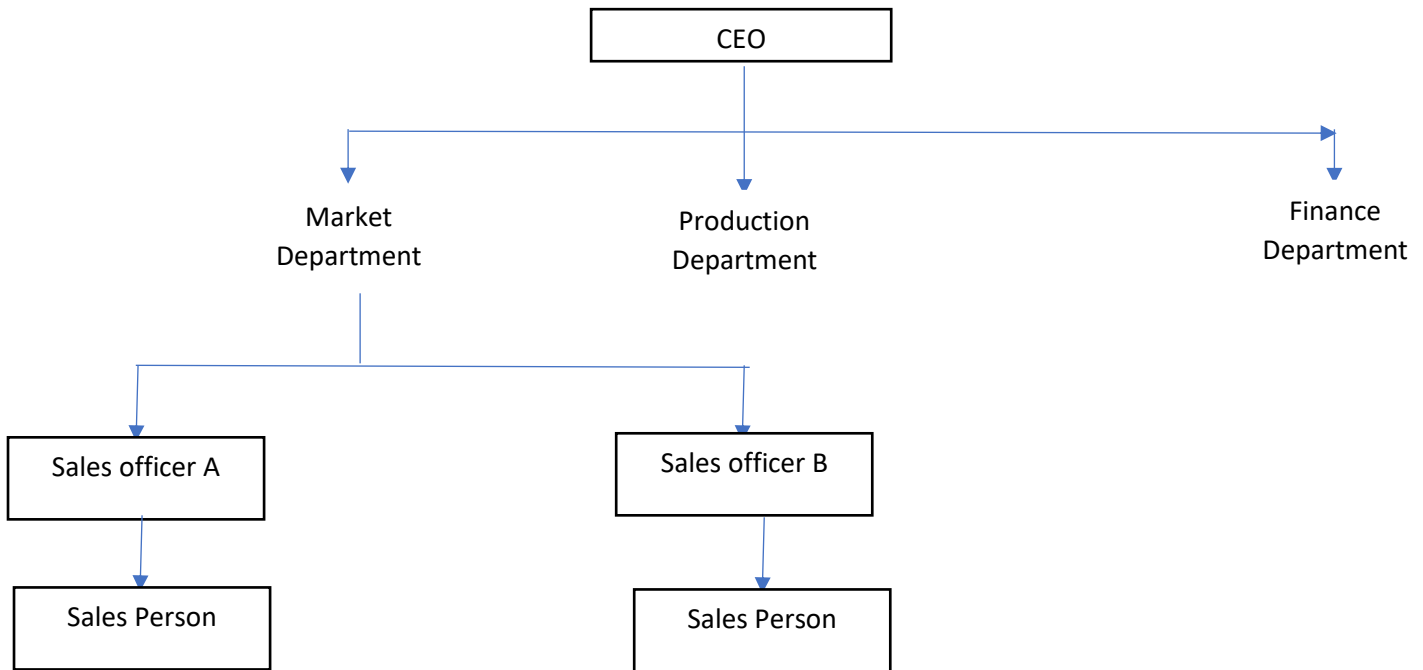 CEO
Market
Department
Production
Department
Finance
Department
Sales officer A
Sales officer B
Sales Person
Sales Person